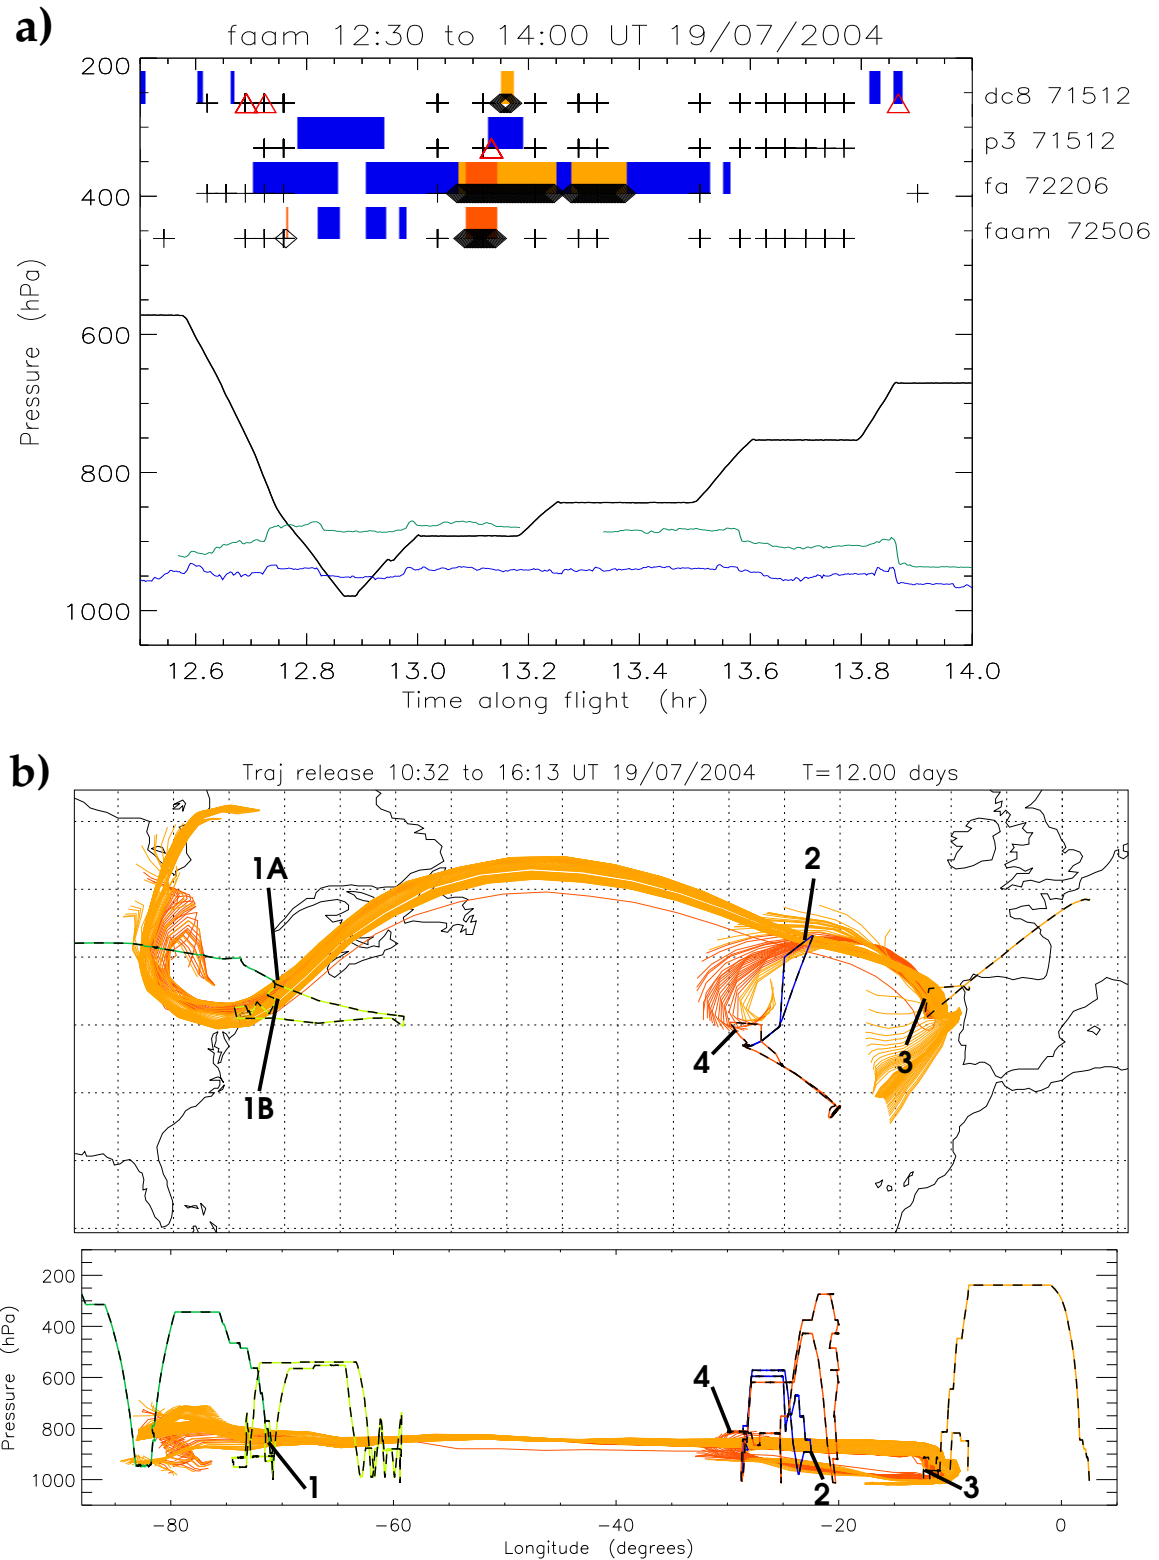 a)
faam 12:30 to 14:00 UT 19/07/2004
200
400
600
800
1000
Pressure (hPa)
dc8 71512
p3 71512
fa 72206
faam 72506
12.6 12.8 13.0 13.2 13.4 13.6 13.8 14.0
Time along flight (hr)
b)
Traj release 10:32 to 16:13 UT 19/07/2004 T=12.00 days
1A
2
1B
4
3
200
400
600
800
1000
Pressure (hPa)
4
1
2
3
-80 -60 -40 -20 0
Longitude (degrees)